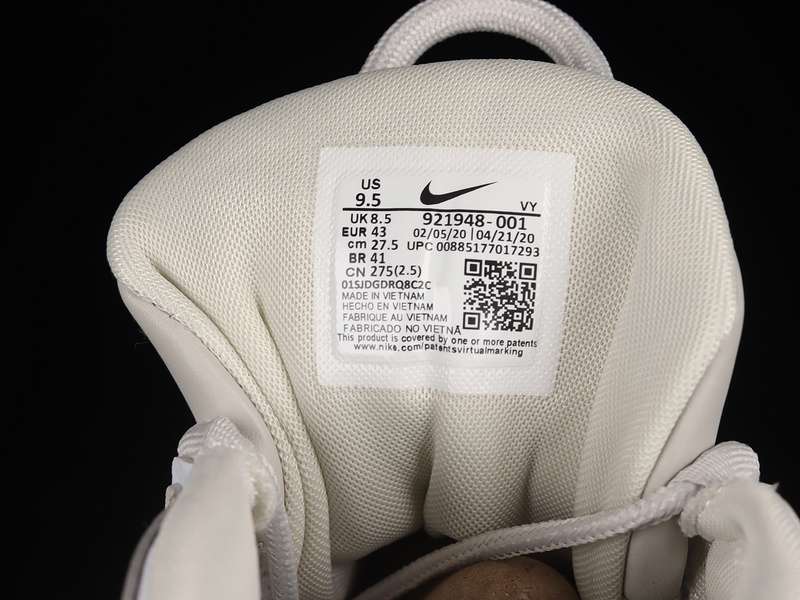 US
9.5
VY
UK 8.5
921948-001
EUR 43
02/05/20 | 04/21/20
cm 27.5
UPC 00885177017293
BR 41
CN 275(2.5)
01SJDGDRQ8C2C
MADE IN VIETNAM
HECHO EN VIETNAM
FABRIQUE AU VIETNAM
FABRICADO NO VIETNÃ
This product is covered by one or more patents
www.nike.com/patentsvirtualmarking